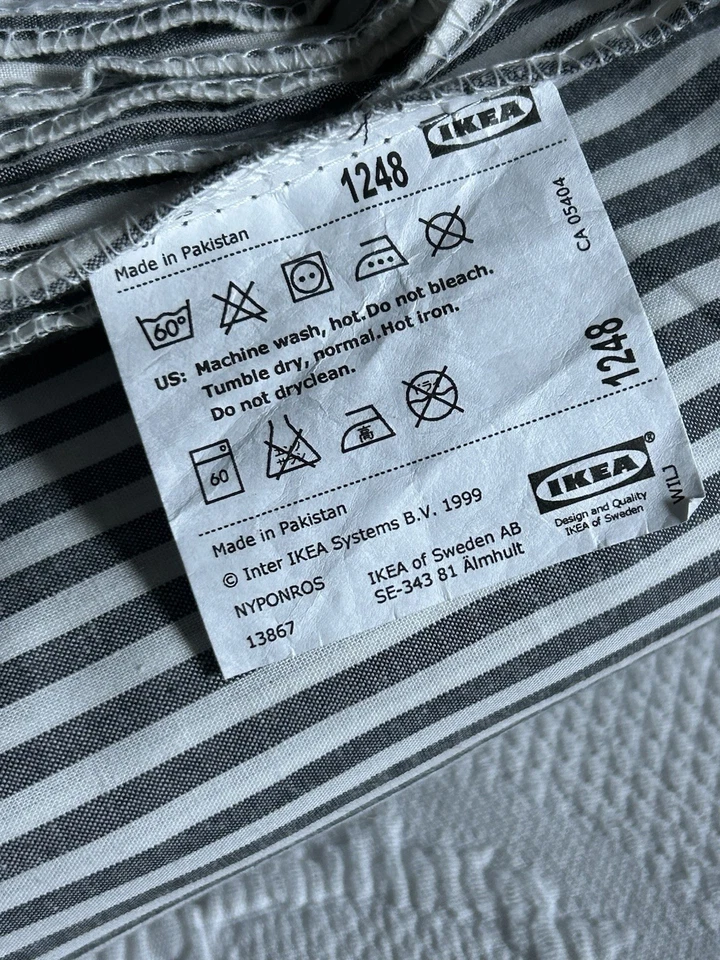 IKEA
1248
CA 05404
Made in Pakistan
60°
US: Machine wash, hot. Do not bleach.
Tumble dry, normal. Hot iron.
Do not dryclean.
60
高
1248
Made in Pakistan
© Inter IKEA Systems B.V. 1999
NYPONROS
13867
IKEA of Sweden AB
SE-343 81 Älmhult
IKEA®
Design and Quality
IKEA of Sweden